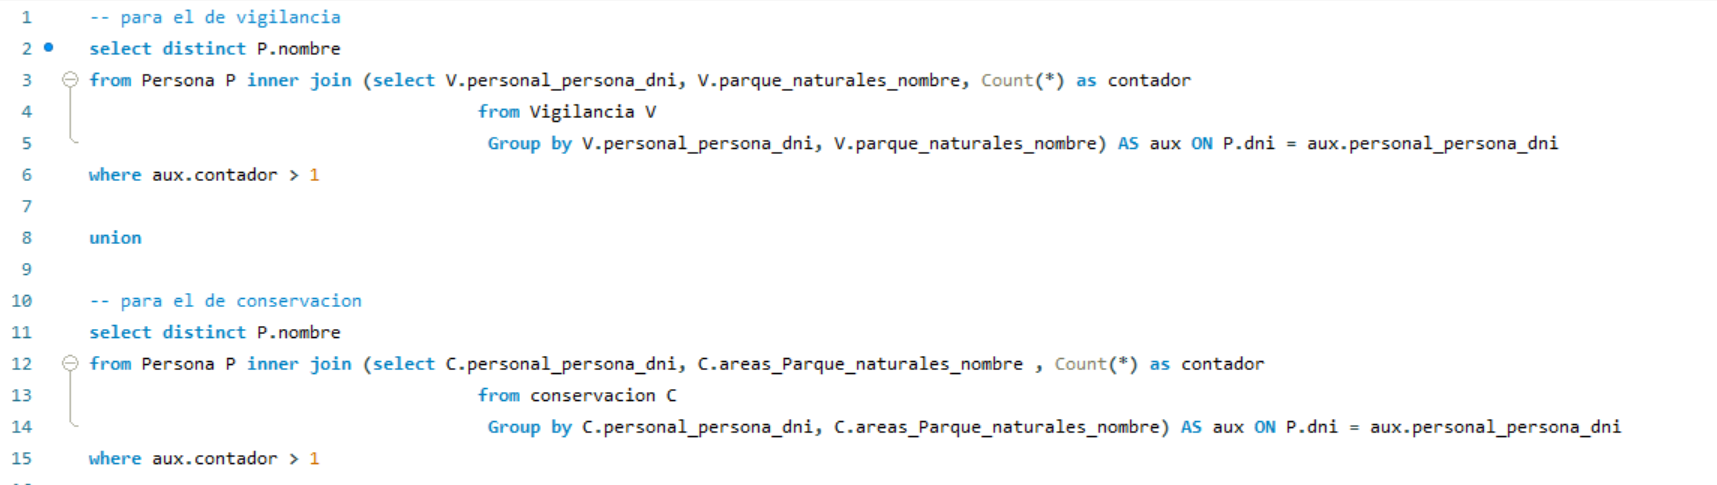 1 -- para el de vigilancia
2 select distinct P.nombre
3 from Persona P inner join (select V.personal_persona_dni, V.parque_naturales_nombre, Count(*) as contador
4 from Vigilancia V
5 Group by V.personal_persona_dni, V.parque_naturales_nombre) AS aux ON P.dni = aux.personal_persona_dni
6 where aux.contador > 1
7
8 union
9
10 -- para el de conservacion
11 select distinct P.nombre
12 from Persona P inner join (select C.personal_persona_dni, C.areas_Parque_naturales_nombre , Count(*) as contador
13 from conservacion C
14 Group by C.personal_persona_dni, C.areas_Parque_naturales_nombre) AS aux ON P.dni = aux.personal_persona_dni
15 where aux.contador > 1